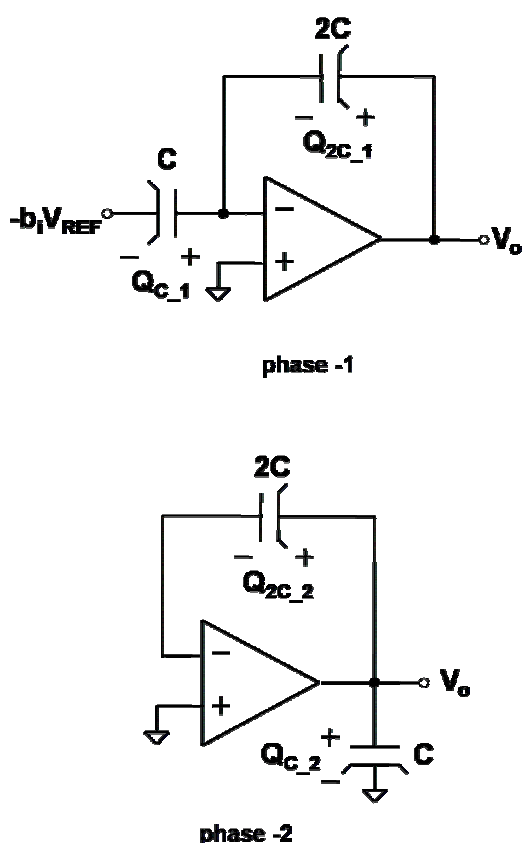 2C
− +
Q2C_1
C
-biVREF
− +
QC_1
−
+
Vo
phase -1
2C
− +
Q2C_2
−
+
Vo
+
QC_2
C
−
phase -2